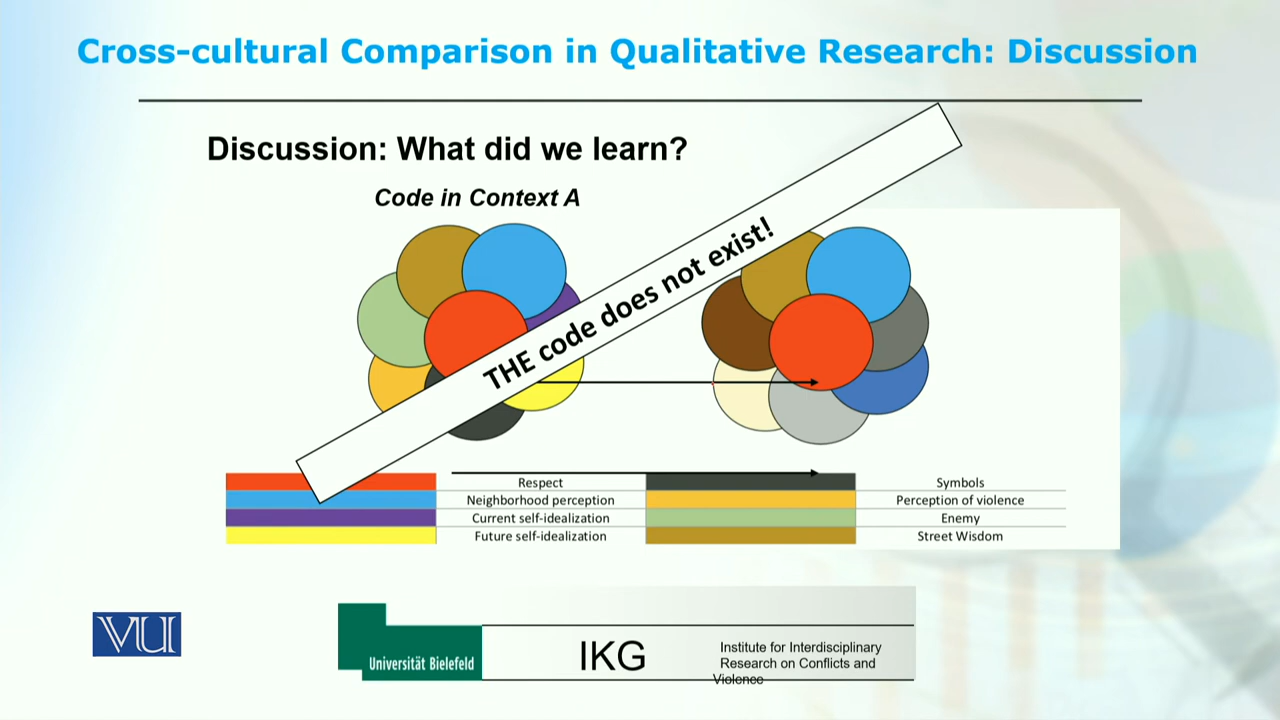 Cross-cultural Comparison in Qualitative Research: Discussion
Discussion: What did we learn?
Code in Context A
THE code does not exist!
Respect
Symbols
Neighborhood perception
Perception of violence
Current self-idealization
Enemy
Future self-idealization
Street Wisdom
VU
Universität Bielefeld
IKG
Institute for Interdisciplinary
Research on Conflicts and
Violence